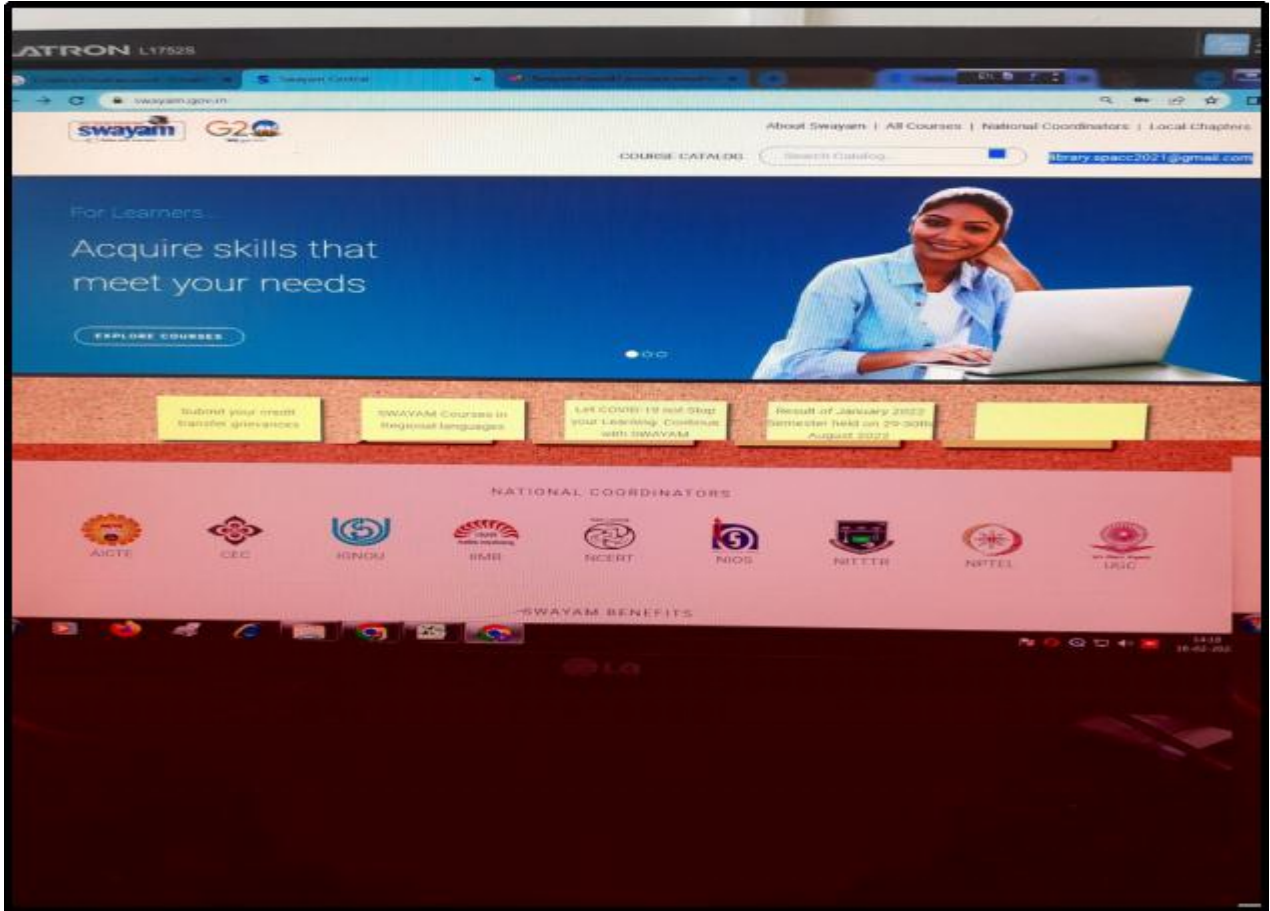 LATRON L1752S
Swayam Central
swayam.gov.in
swayam G20
About Swayam | All Courses | National Coordinators | Local Chapters
COURSE CATALOG Search Catalog... library.spacc2021@gmail.com
For Learners...
Acquire skills that
meet your needs
EXPLORE COURSES
Submit your credit
transfer grievances
SWAYAM Courses in
Regional languages
Let COVID-19 not Stop
your Learning. Continue
with SWAYAM
Result of January 2022
Semester held on 29-30th
August 2022
NATIONAL COORDINATORS
AICTE CEC IGNOU IIMB NCERT NIOS NITTTR NPTEL UGC
SWAYAM BENEFITS
14:18
LG